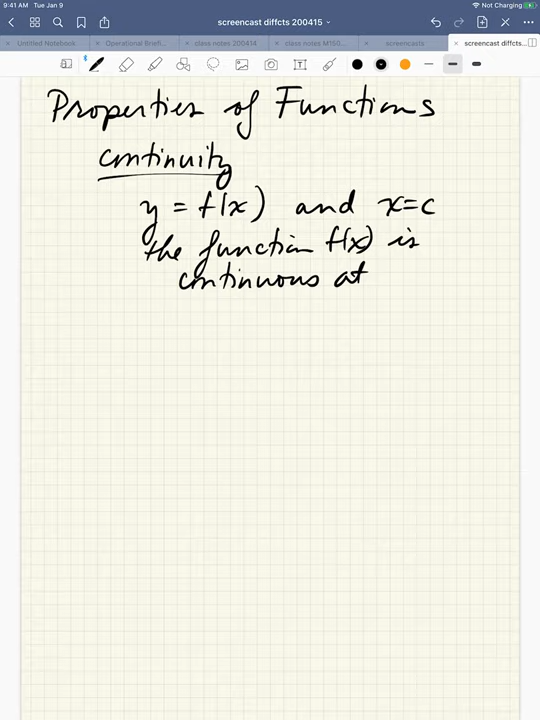 9:41 AM Tue Jan 9
Not Charging
screencast diffcts 200415
Untitled Notebook
Operational Briefi...
class notes 200414
class notes M150...
screencasts
screencast diffcts...
Properties of Functions
continuity
y = f(x) and x=c
the function f(x) is
continuous at